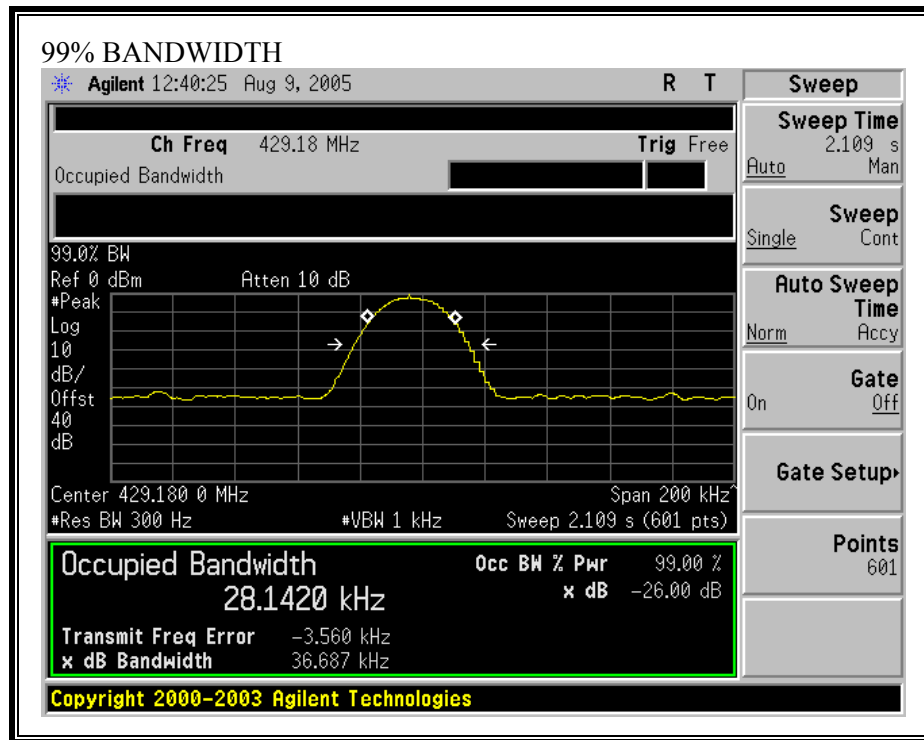 99% BANDWIDTH
Agilent 12:40:25 Aug 9, 2005 R T
Ch Freq 429.18 MHz Trig Free
Occupied Bandwidth
99.0% BW
Ref 0 dBm Atten 10 dB
#Peak
Log
10
dB/
Offst
40
dB
Center 429.180 0 MHz Span 200 kHz^
#Res BW 300 Hz #VBW 1 kHz Sweep 2.109 s (601 pts)
Occupied Bandwidth Occ BW % Pwr 99.00 %
28.1420 kHz x dB -26.00 dB
Transmit Freq Error -3.560 kHz
x dB Bandwidth 36.687 kHz
Copyright 2000-2003 Agilent Technologies
Sweep
Sweep Time
2.109 s
Auto Man
Sweep
Single Cont
Auto Sweep
Time
Norm Accy
Gate
On Off
Gate Setup
Points
601